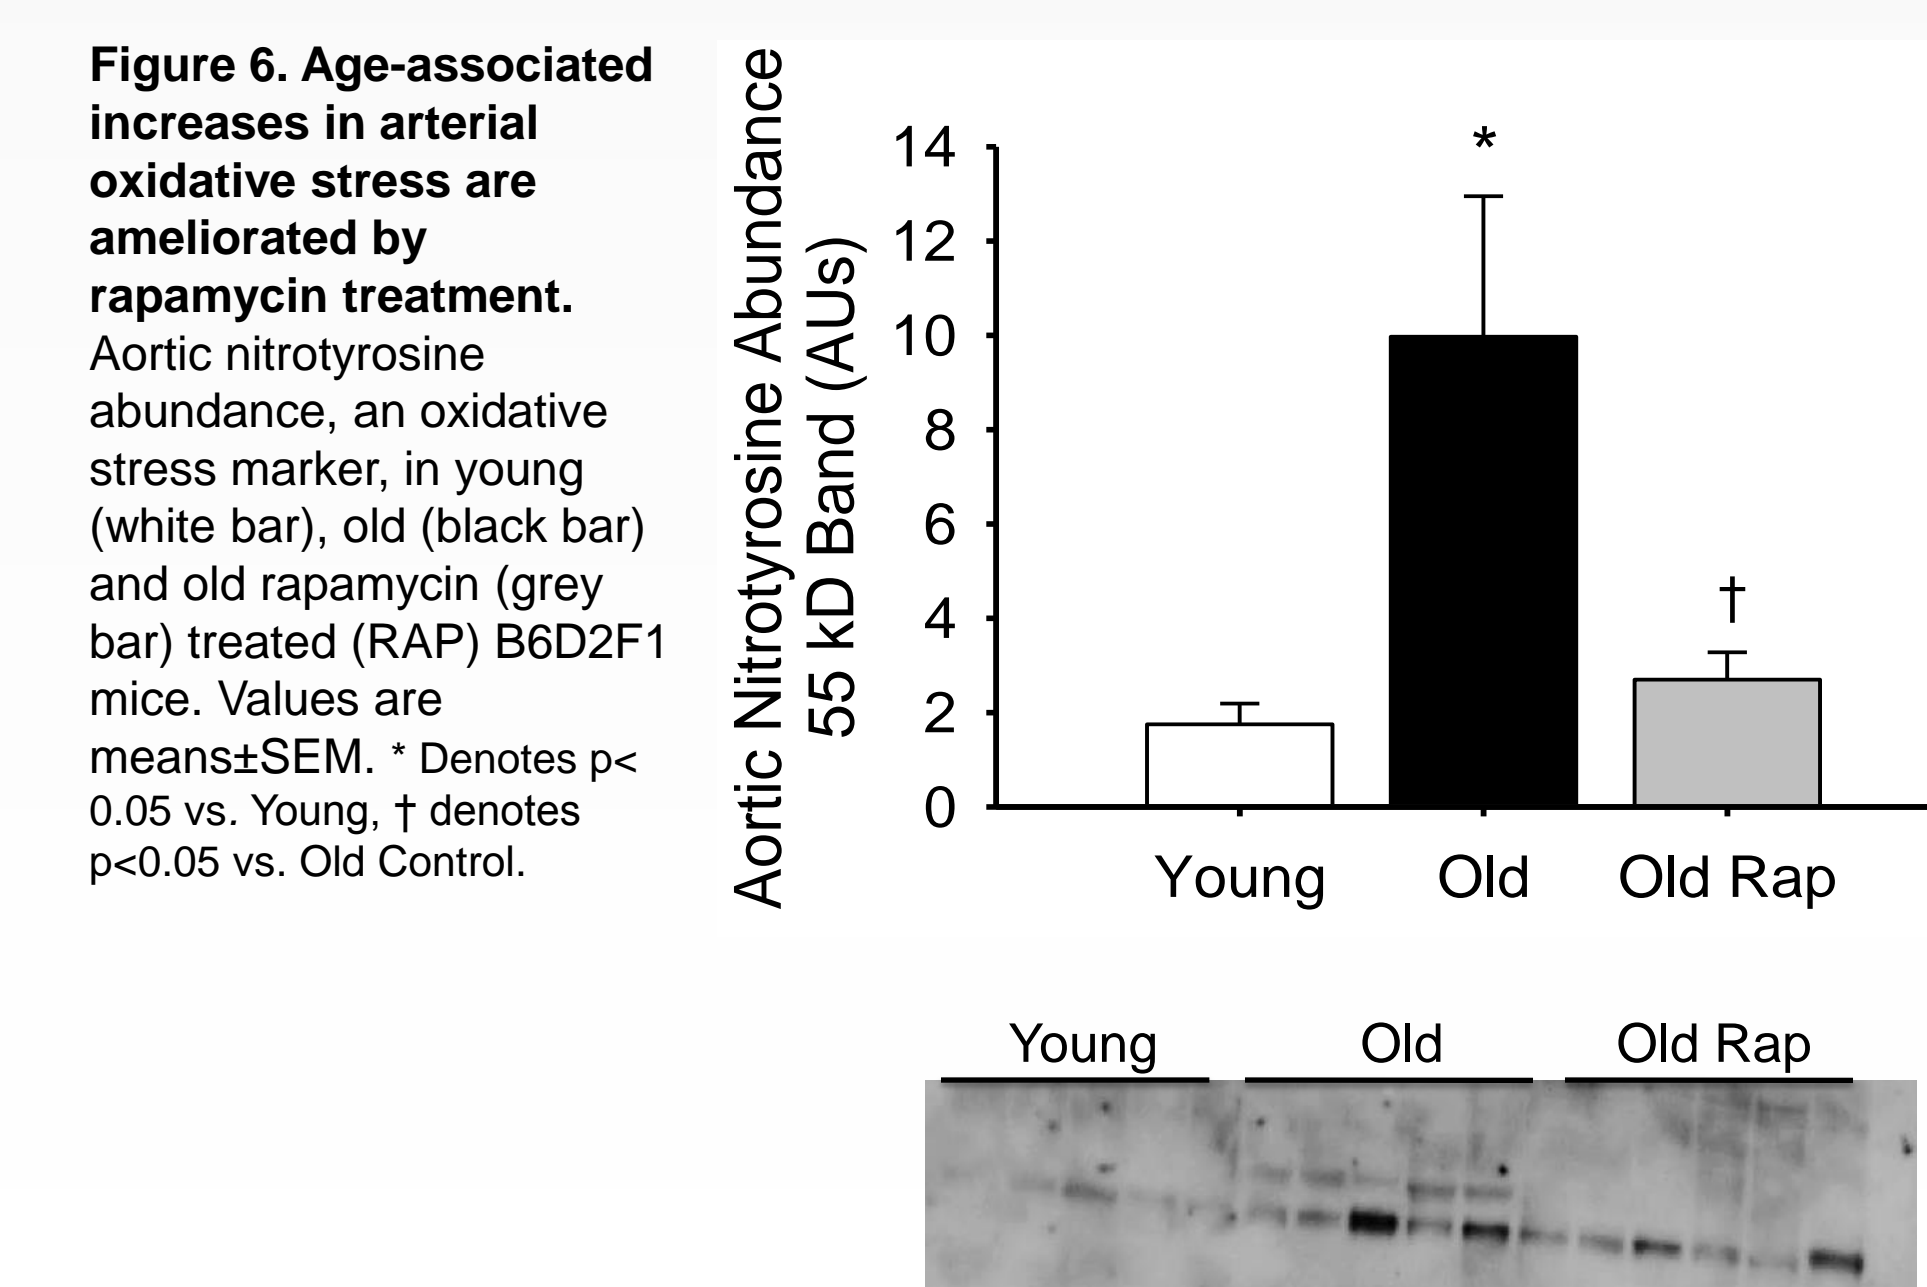 Figure 6. Age-associated
increases in arterial
oxidative stress are
ameliorated by
rapamycin treatment.
Aortic nitrotyrosine
abundance, an oxidative
stress marker, in young
(white bar), old (black bar)
and old rapamycin (grey
bar) treated (RAP) B6D2F1
mice. Values are
means±SEM. * Denotes p<
0.05 vs. Young, † denotes
p<0.05 vs. Old Control.
Aortic Nitrotyrosine Abundance
55 kD Band (AUs)
14
12
10
8
6
4
2
0
*
†
Young Old Old Rap
Young Old Old Rap